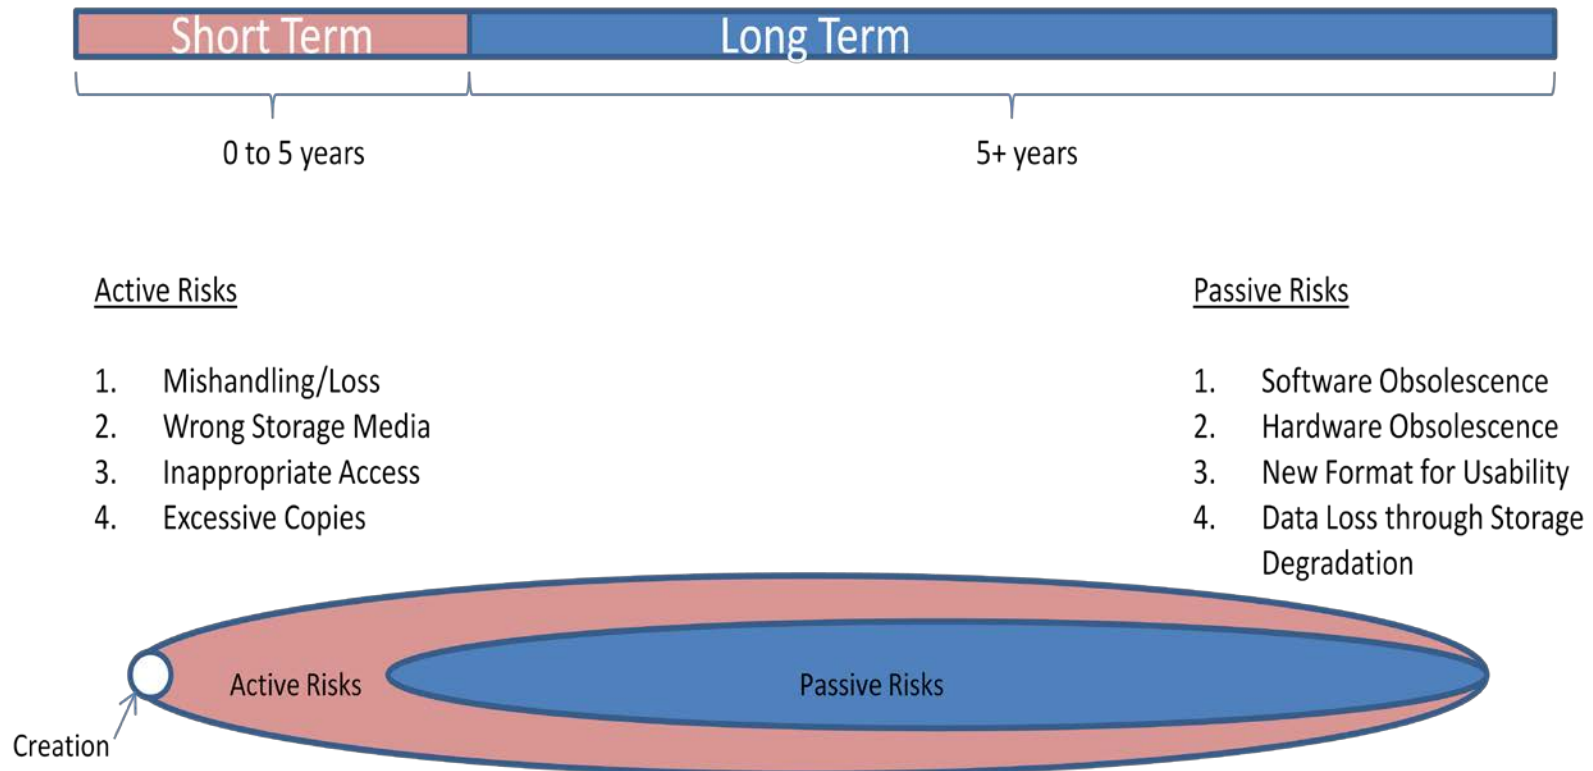 Short Term
Long Term
0 to 5 years
5+ years
Active Risks
1. Mishandling/Loss
2. Wrong Storage Media
3. Inappropriate Access
4. Excessive Copies
Passive Risks
1. Software Obsolescence
2. Hardware Obsolescence
3. New Format for Usability
4. Data Loss through Storage
Degradation
Active Risks
Passive Risks
Creation